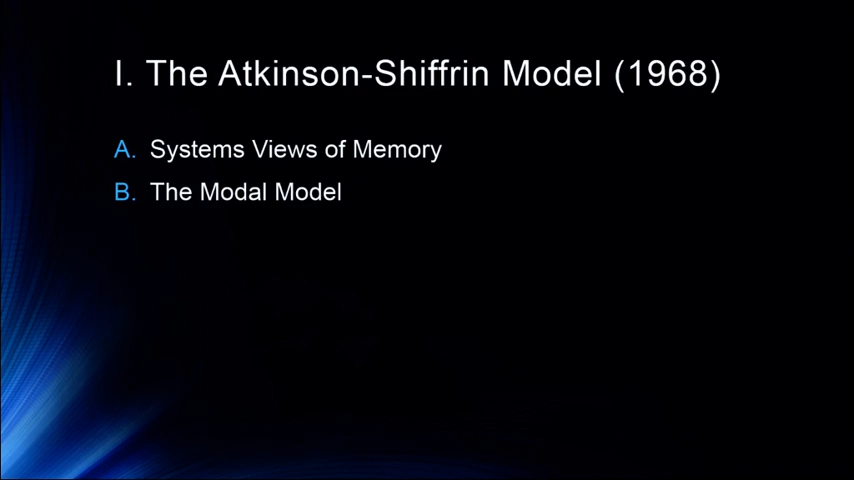 I. The Atkinson-Shiffrin Model (1968)
A. Systems Views of Memory
B. The Modal Model